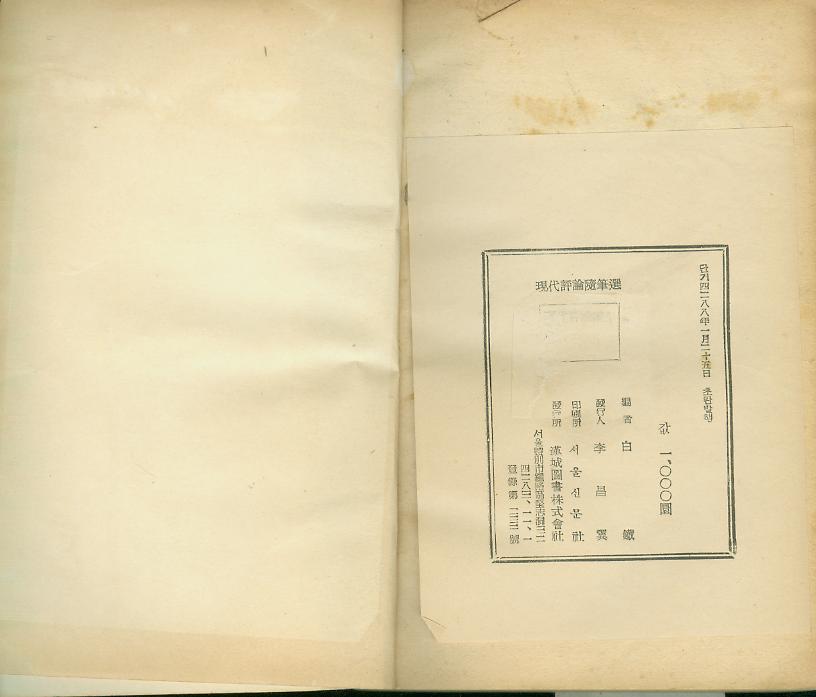 現代評論隨筆選
단기四二八八年一月二十五日 초판발행
값 一、〇〇〇圜
編者 白 鐵
發行人 李昌翼
印刷所 서울신문社
發行所 漢城圖書株式會社
四二八三、一一、一
登錄第 一三三 號